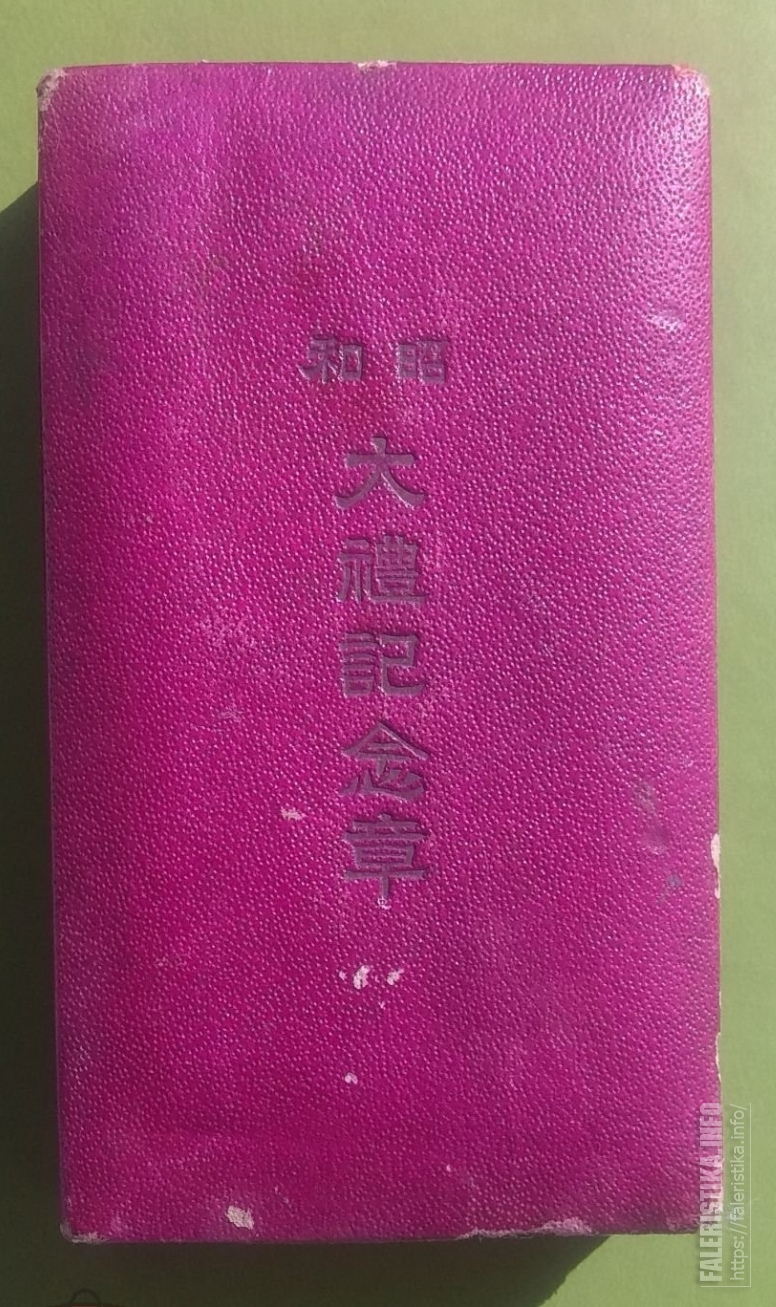 昭和
大禮記念章
FALERISTIKA.INFO
https://faleristika.info/